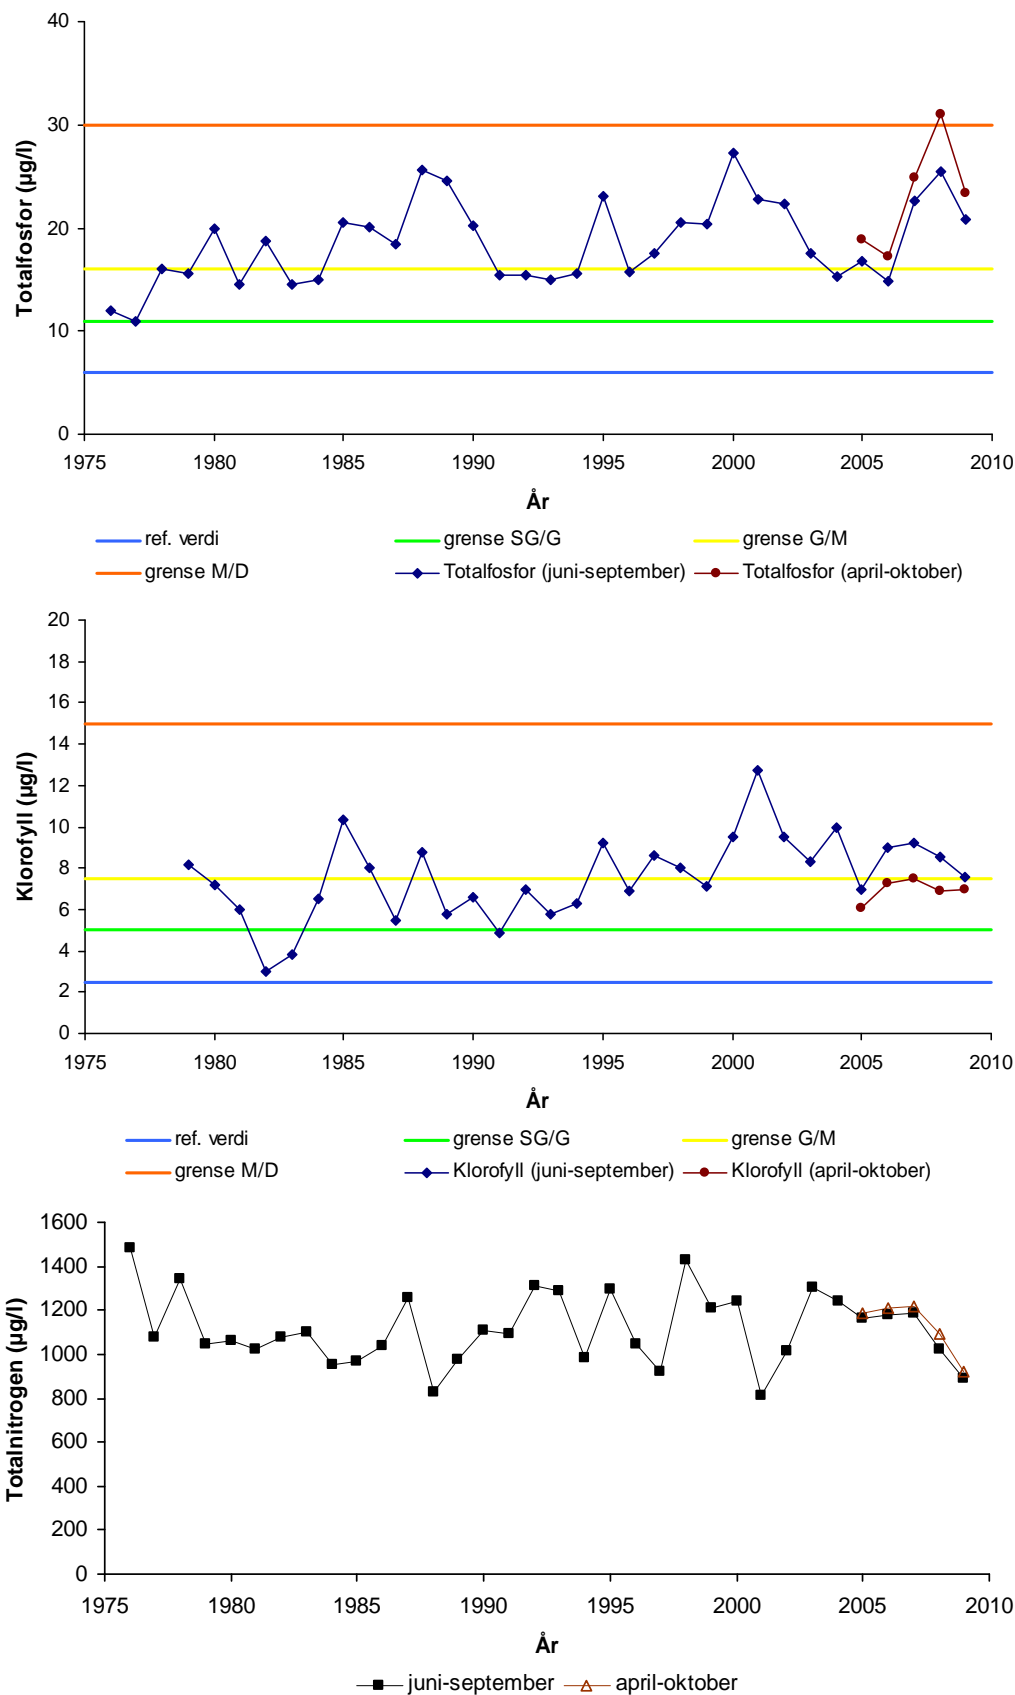 40
30
20
10
0
Totalfosfor (µg/l)
1975 1980 1985 1990 1995 2000 2005 2010
År
ref. verdi grense SG/G grense G/M
grense M/D Totalfosfor (juni-september) Totalfosfor (april-oktober)
20
18
16
14
12
10
8
6
4
2
0
Klorofyll (µg/l)
1975 1980 1985 1990 1995 2000 2005 2010
År
ref. verdi grense SG/G grense G/M
grense M/D Klorofyll (juni-september) Klorofyll (april-oktober)
1600
1400
1200
1000
800
600
400
200
0
Totalnitrogen (µg/l)
1975 1980 1985 1990 1995 2000 2005 2010
År
juni-september april-oktober